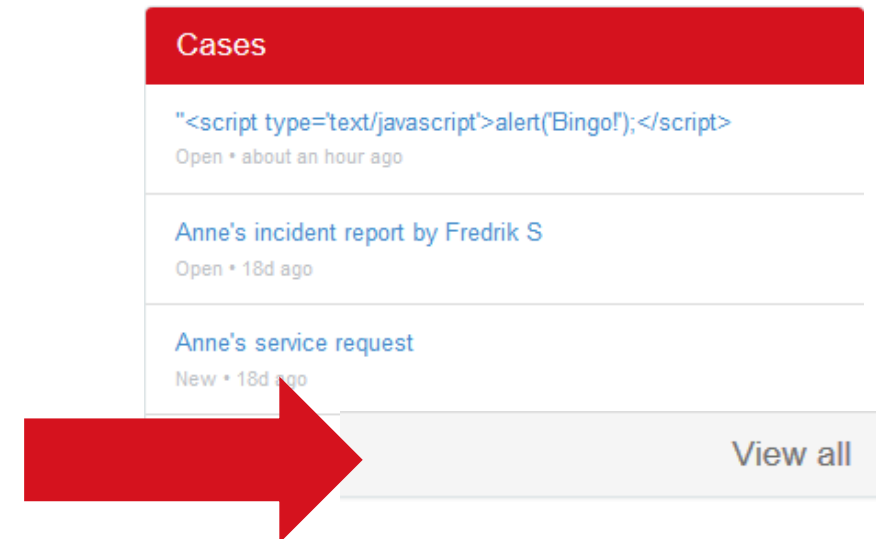 Cases
"<script type='text/javascript'>alert('Bingo!');</script>
Open • about an hour ago
Anne's incident report by Fredrik S
Open • 18d ago
Anne's service request
New • 18d ago
View all